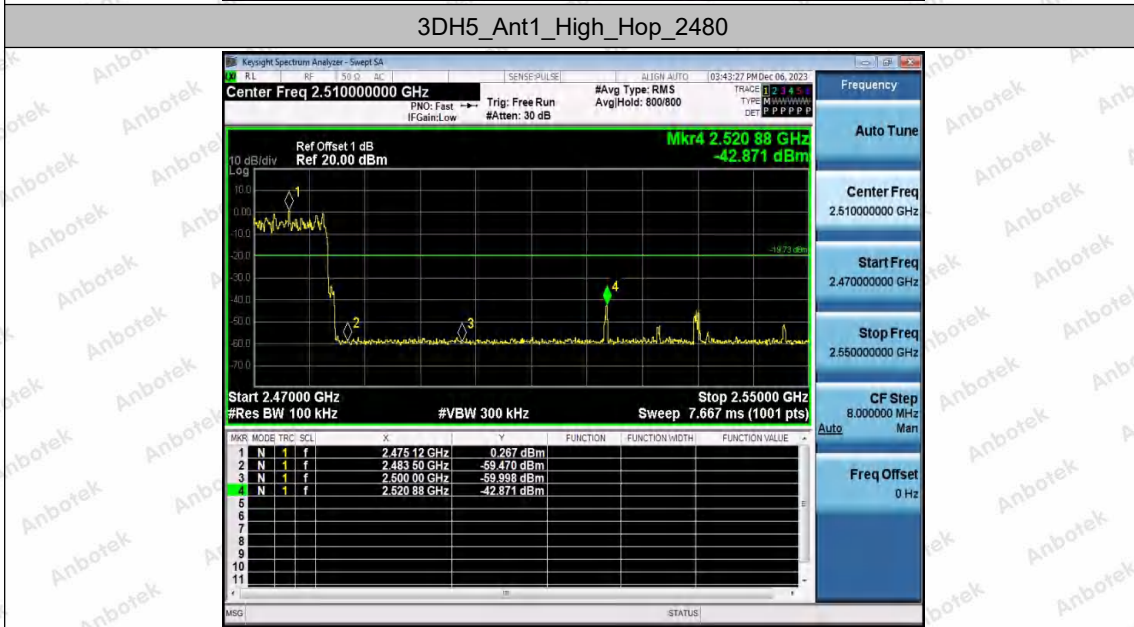 3DH5_Ant1_High_Hop_2480
Keysight Spectrum Analyzer - Swept SA
RL RF 50 Ω AC SENSE:PULSE ALIGN AUTO 03:43:27 PM Dec 06, 2023
Center Freq 2.510000000 GHz
PNO: Fast
IFGain:Low
Trig: Free Run
#Atten: 30 dB
#Avg Type: RMS
Avg|Hold: 800/800
TRACE 1 2 3 4 5 6
TYPE M WWWWW
DET P P P P P P
Mkr4 2.520 88 GHz
-42.871 dBm
Ref Offset 1 dB
10 dB/div Ref 20.00 dBm
Log
10.0
0.00
-10.0
-20.0
-30.0
-40.0
-50.0
-60.0
-70.0
1
2
3
4
-19.73 dBm
Start 2.47000 GHz Stop 2.55000 GHz
#Res BW 100 kHz #VBW 300 kHz Sweep 7.667 ms (1001 pts)
MKR MODE TRC SCL X Y FUNCTION FUNCTION WIDTH FUNCTION VALUE
1 N 1 f 2.475 12 GHz 0.267 dBm
2 N 1 f 2.483 50 GHz -59.470 dBm
3 N 1 f 2.500 00 GHz -59.998 dBm
4 N 1 f 2.520 88 GHz -42.871 dBm
5
6
7
8
9
10
11
MSG STATUS
Frequency
Auto Tune
Center Freq
2.510000000 GHz
Start Freq
2.470000000 GHz
Stop Freq
2.550000000 GHz
CF Step
8.000000 MHz
Auto Man
Freq Offset
0 Hz
Anbotek